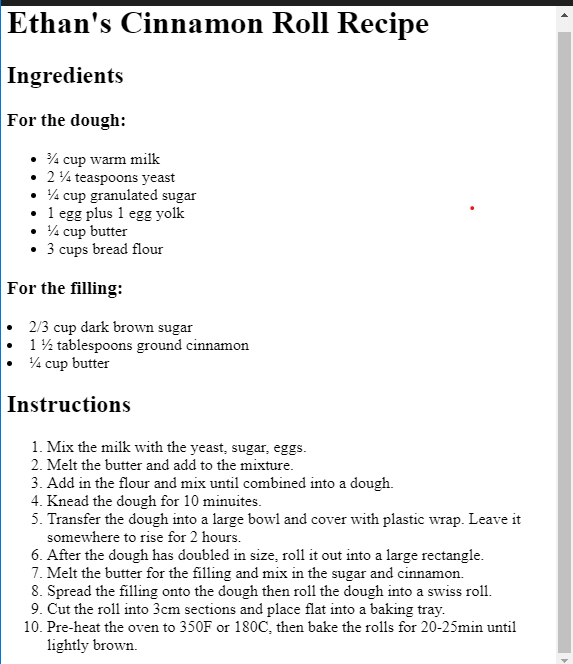 Ethan's Cinnamon Roll Recipe
Ingredients
For the dough:
¾ cup warm milk
2 ¼ teaspoons yeast
¼ cup granulated sugar
1 egg plus 1 egg yolk
¼ cup butter
3 cups bread flour
For the filling:
2/3 cup dark brown sugar
1 ½ tablespoons ground cinnamon
¼ cup butter
Instructions
1. Mix the milk with the yeast, sugar, eggs.
2. Melt the butter and add to the mixture.
3. Add in the flour and mix until combined into a dough.
4. Knead the dough for 10 minuites.
5. Transfer the dough into a large bowl and cover with plastic wrap. Leave it
somewhere to rise for 2 hours.
6. After the dough has doubled in size, roll it out into a large rectangle.
7. Melt the butter for the filling and mix in the sugar and cinnamon.
8. Spread the filling onto the dough then roll the dough into a swiss roll.
9. Cut the roll into 3cm sections and place flat into a baking tray.
10. Pre-heat the oven to 350F or 180C, then bake the rolls for 20-25min until
lightly brown.